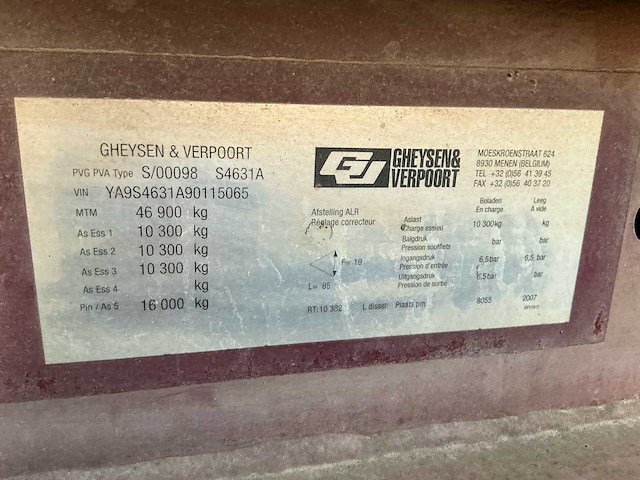 GHEYSEN & VERPOORT
PVG PVA Type S/00098 S4631A
VIN YA9S4631A90115065
MTM 46 900 kg
As Ess 1 10 300 kg
As Ess 2 10 300 kg
As Ess 3 10 300 kg
As Ess 4 kg
Pin / As 5 16 000 kg
GV GHEYSEN&
VERPOORT
MOESKROENSTRAAT 624
8930 MENEN (BELGIUM)
TEL +32 (0)56 41 39 45
FAX +32 (0)56 40 37 20
Afstelling ALR
Réglage correcteur
F= 19
L= 85
RT:10 382 L dissel:
Beladen Leeg
En charge A vide
Aslast
Charge essieu 10 300kg kg
Balgdruk
Pression soufflets bar bar
Ingangsdruk
Pression d'entrée 6,5 bar 6,5 bar
Uitgangsdruk
Pression de sortie 6,5 bar bar
Plaats pin: 8055 2007